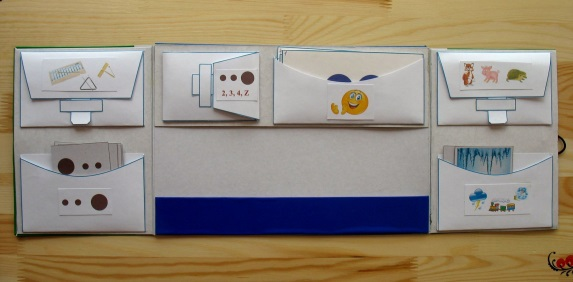 2, 3, 4, Z